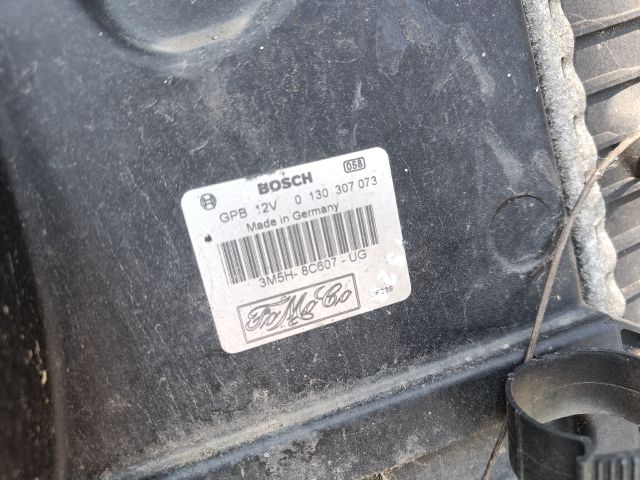 058
BOSCH
GPB 12V 0 130 307 073
Made in Germany
3M5H-8C607-UG
FoMoCo